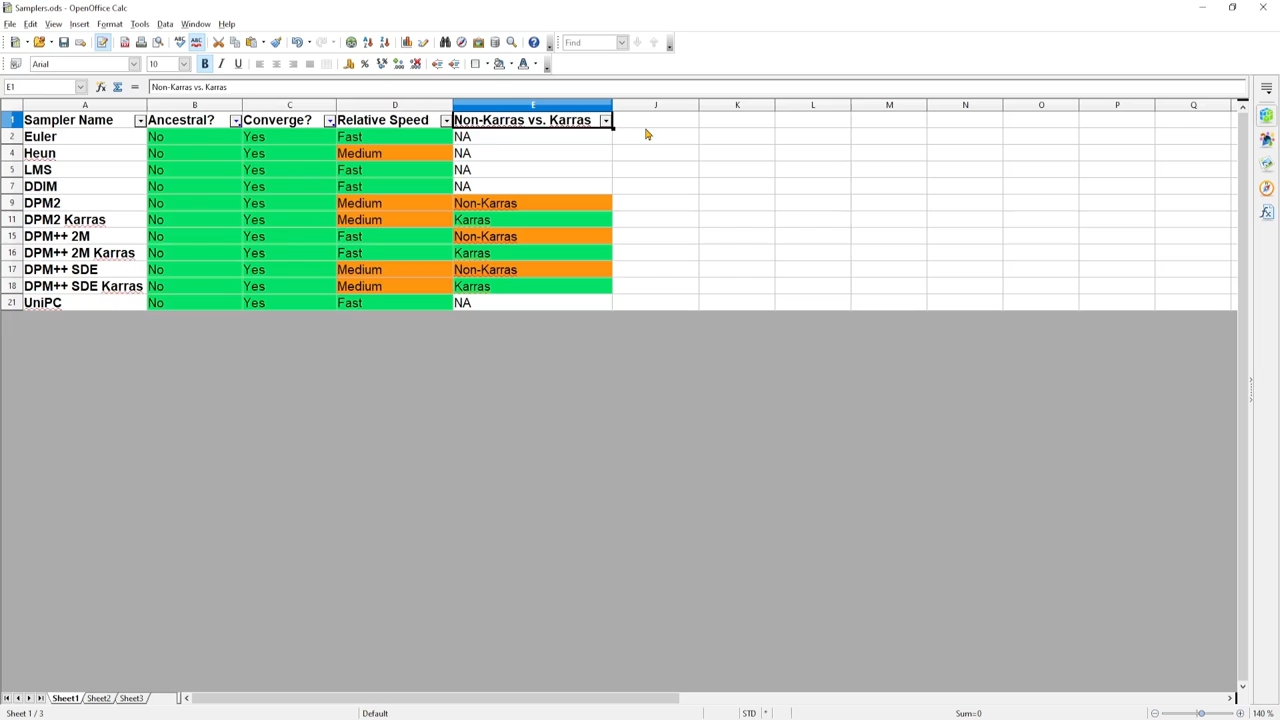 Samplers.ods - OpenOffice Calc
File Edit View Insert Format Tools Data Window Help
Find
Arial 10 B I U
E1 Non-Karras vs. Karras
A B C D E J K L M N O P Q
1 Sampler Name Ancestral? Converge? Relative Speed Non-Karras vs. Karras
2 Euler No Yes Fast NA
4 Heun No Yes Medium NA
5 LMS No Yes Fast NA
7 DDIM No Yes Fast NA
9 DPM2 No Yes Medium Non-Karras
11 DPM2 Karras No Yes Medium Karras
15 DPM++ 2M No Yes Fast Non-Karras
16 DPM++ 2M Karras No Yes Fast Karras
17 DPM++ SDE No Yes Medium Non-Karras
18 DPM++ SDE Karras No Yes Medium Karras
21 UniPC No Yes Fast NA
Sheet1 Sheet2 Sheet3
Sheet 1 / 3 Default STD * Sum=0 140 %